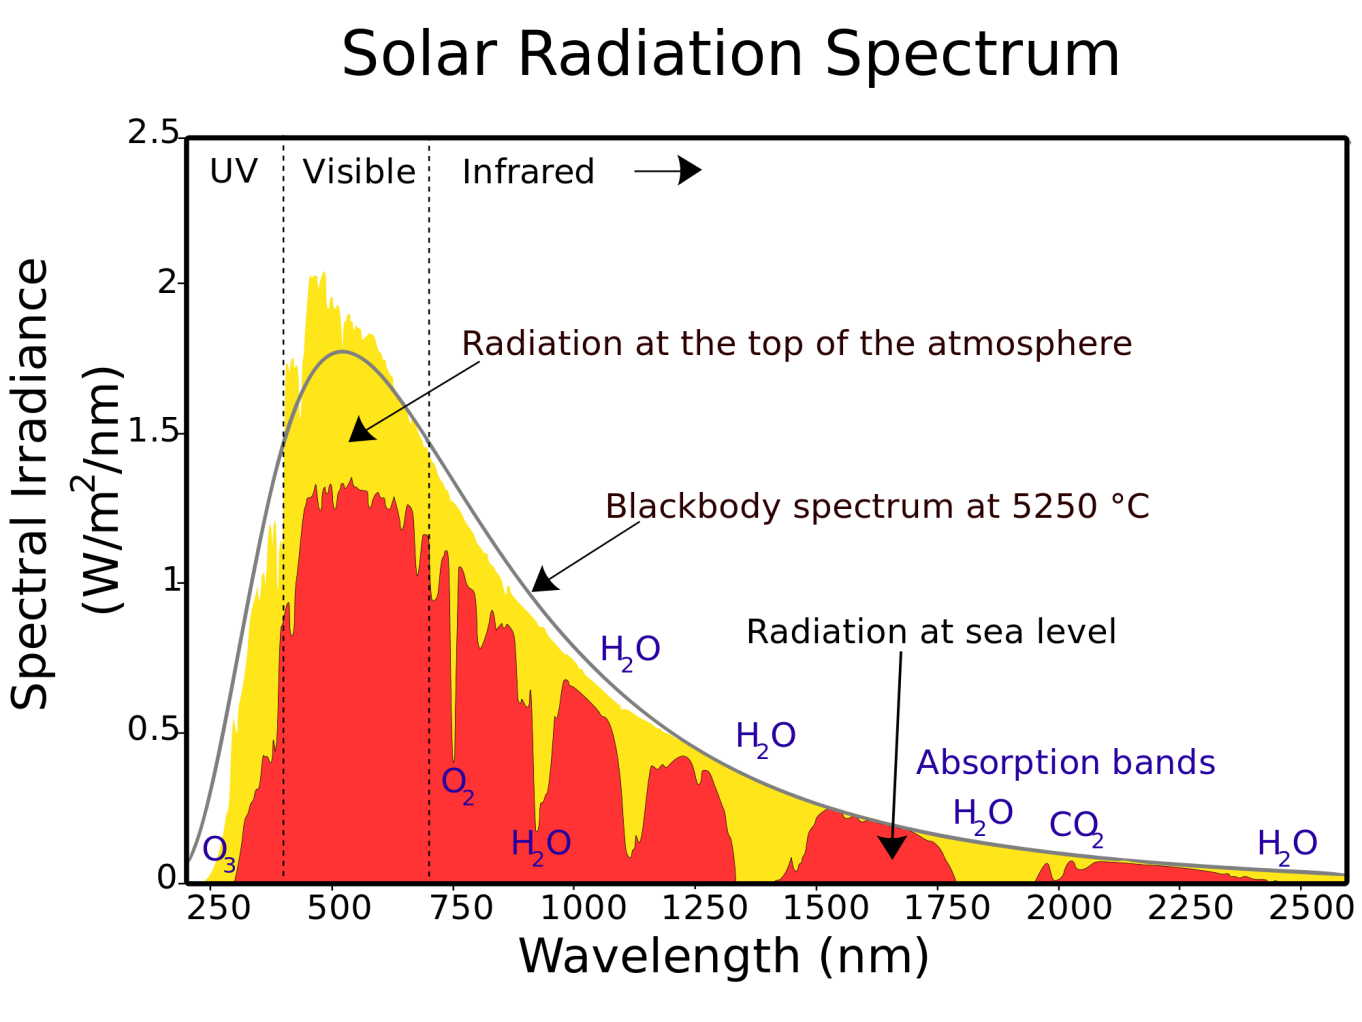 Solar Radiation Spectrum
Spectral Irradiance
(W/m²/nm)
2.5
2
1.5
1
0.5
0
UV
Visible
Infrared
Radiation at the top of the atmosphere
Blackbody spectrum at 5250 °C
Radiation at sea level
H₂O
H₂O
Absorption bands
O₂
H₂O
CO₂
O₃
H₂O
H₂O
250 500 750 1000 1250 1500 1750 2000 2250 2500
Wavelength (nm)